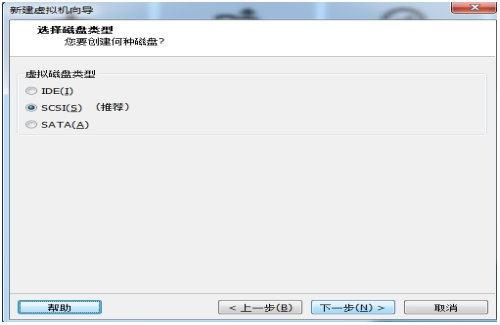 新建虚拟机向导
选择磁盘类型
您要创建何种磁盘?
虚拟磁盘类型
IDE(I)
SCSI(S) (推荐)
SATA(A)
帮助
< 上一步(B)
下一步(N) >
取消